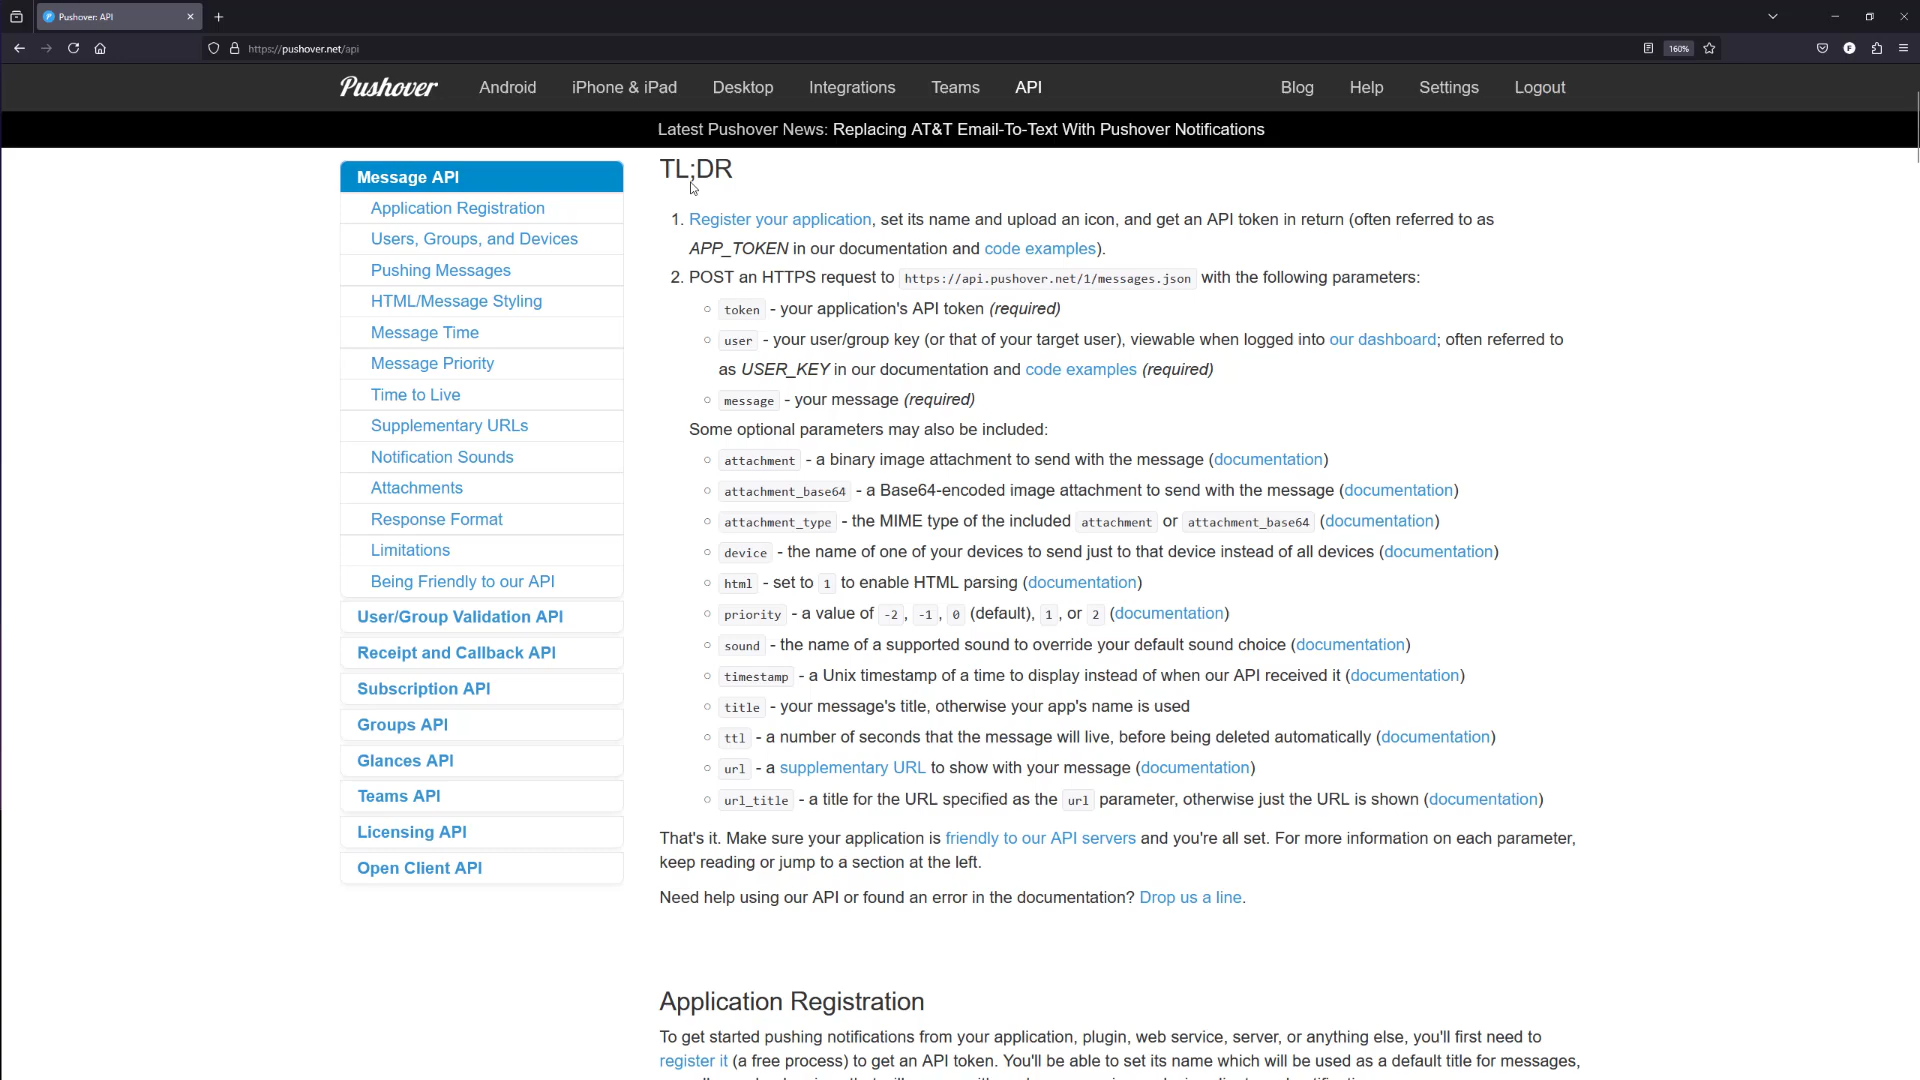 Pushover: API
https://pushover.net/api
160%
Pushover
Android
iPhone & iPad
Desktop
Integrations
Teams
API
Blog
Help
Settings
Logout
Latest Pushover News: Replacing AT&T Email-To-Text With Pushover Notifications
Message API
Application Registration
Users, Groups, and Devices
Pushing Messages
HTML/Message Styling
Message Time
Message Priority
Time to Live
Supplementary URLs
Notification Sounds
Attachments
Response Format
Limitations
Being Friendly to our API
User/Group Validation API
Receipt and Callback API
Subscription API
Groups API
Glances API
Teams API
Licensing API
Open Client API
TL;DR
1. Register your application, set its name and upload an icon, and get an API token in return (often referred to as
APP_TOKEN in our documentation and code examples).
2. POST an HTTPS request to https://api.pushover.net/1/messages.json with the following parameters:
token - your application's API token (required)
user - your user/group key (or that of your target user), viewable when logged into our dashboard; often referred to
as USER_KEY in our documentation and code examples (required)
message - your message (required)
Some optional parameters may also be included:
attachment - a binary image attachment to send with the message (documentation)
attachment_base64 - a Base64-encoded image attachment to send with the message (documentation)
attachment_type - the MIME type of the included attachment or attachment_base64 (documentation)
device - the name of one of your devices to send just to that device instead of all devices (documentation)
html - set to 1 to enable HTML parsing (documentation)
priority - a value of -2, -1, 0 (default), 1, or 2 (documentation)
sound - the name of a supported sound to override your default sound choice (documentation)
timestamp - a Unix timestamp of a time to display instead of when our API received it (documentation)
title - your message's title, otherwise your app's name is used
ttl - a number of seconds that the message will live, before being deleted automatically (documentation)
url - a supplementary URL to show with your message (documentation)
url_title - a title for the URL specified as the url parameter, otherwise just the URL is shown (documentation)
That's it. Make sure your application is friendly to our API servers and you're all set. For more information on each parameter,
keep reading or jump to a section at the left.
Need help using our API or found an error in the documentation? Drop us a line.
Application Registration
To get started pushing notifications from your application, plugin, web service, server, or anything else, you'll first need to
register it (a free process) to get an API token. You'll be able to set its name which will be used as a default title for messages,